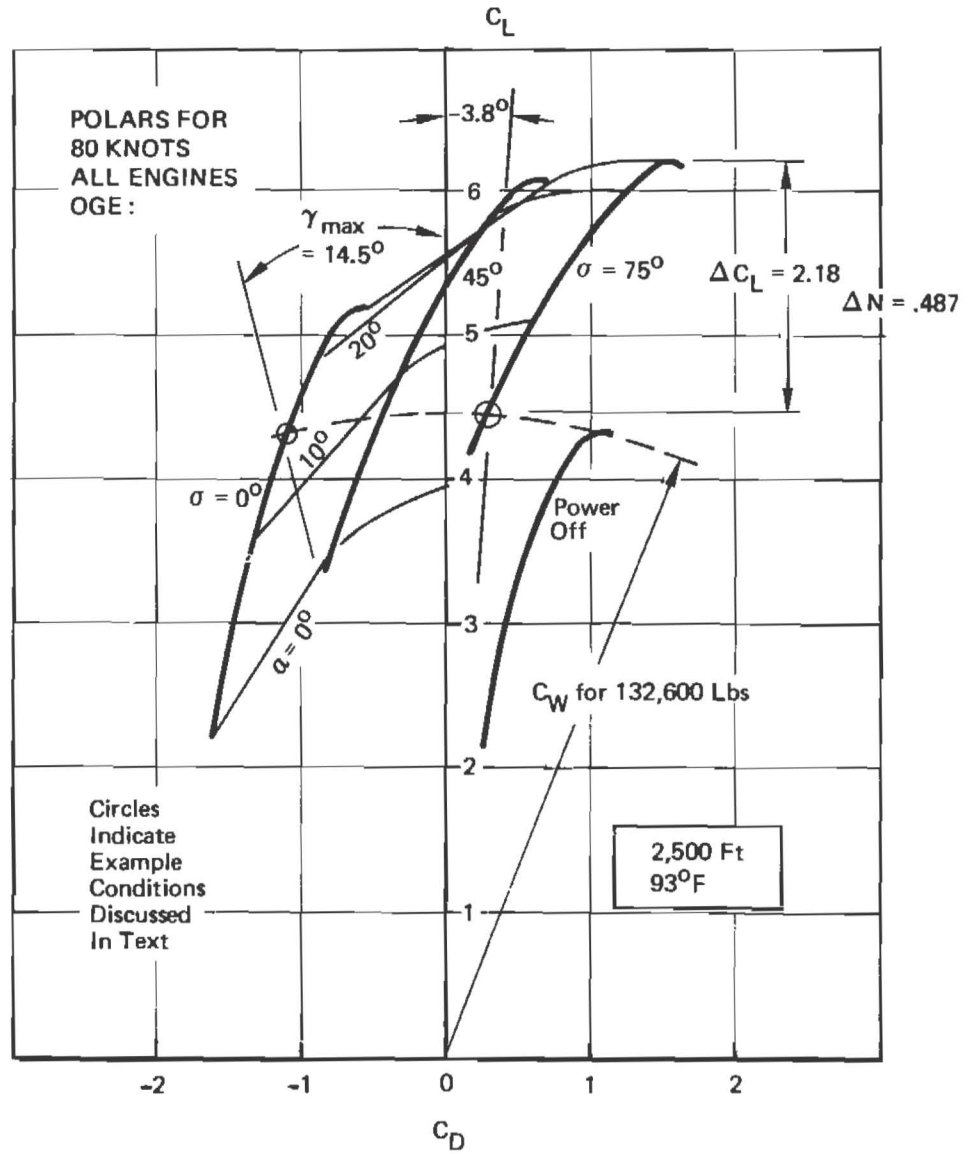 C_L
POLARS FOR
80 KNOTS
ALL ENGINES
OGE:
-3.8°
γ max
= 14.5°
6
45°
σ = 75°
ΔC_L = 2.18
ΔN = .487
20°
5
10°
σ = 0°
4
Power
Off
α = 0°
3
C_W for 132,600 Lbs
2
Circles
Indicate
Example
Conditions
Discussed
In Text
2,500 Ft
93°F
1
-2 -1 0 1 2
C_D